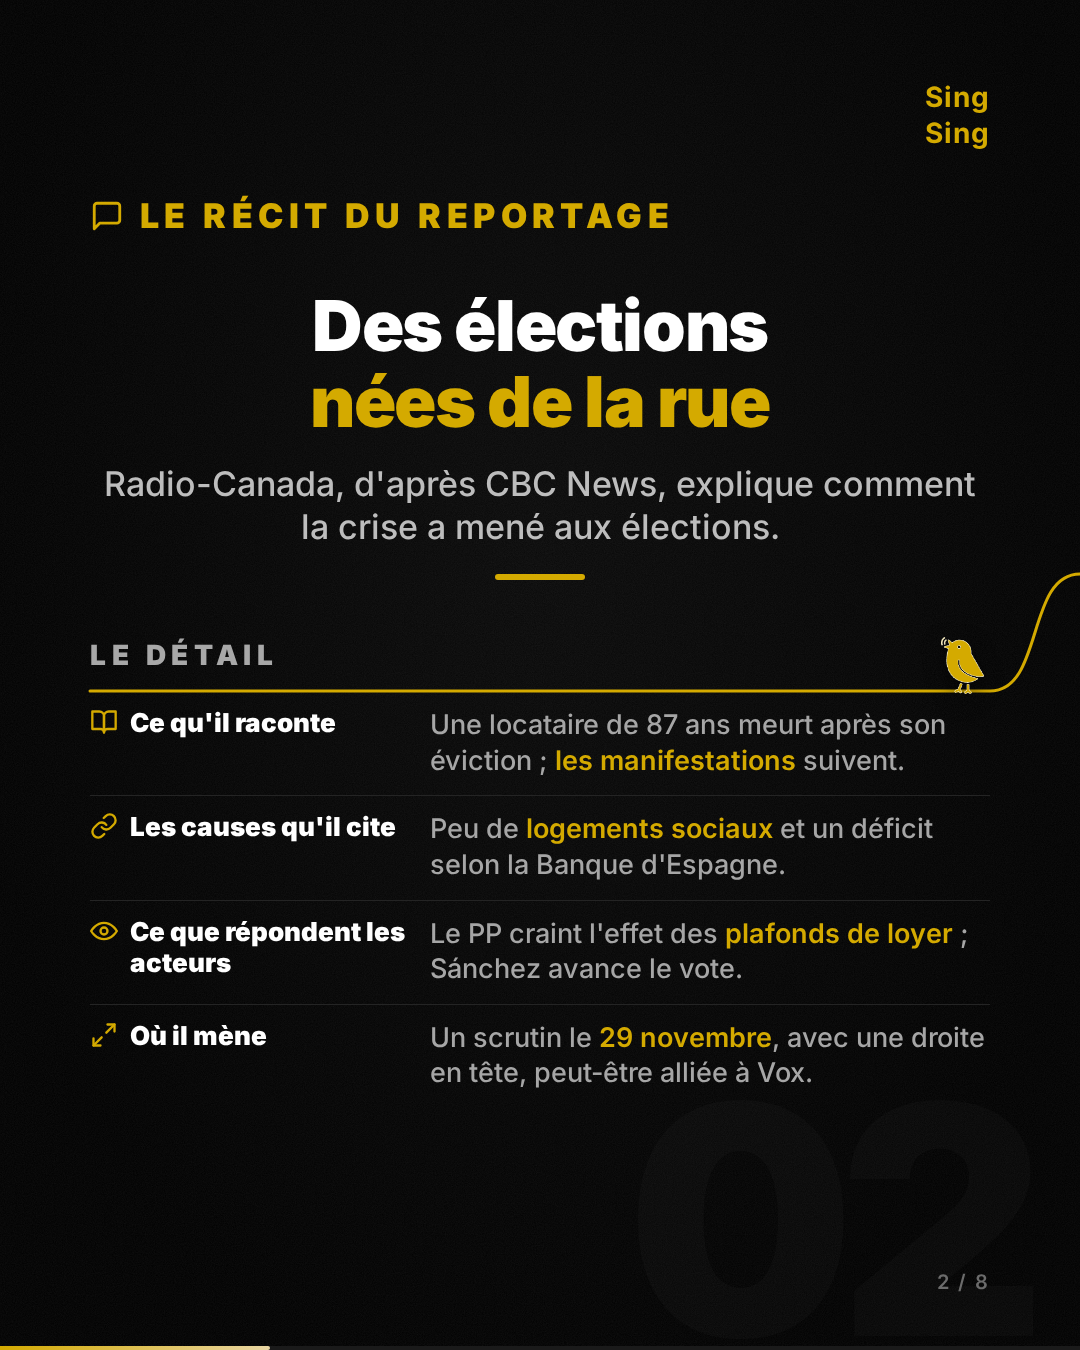 Sing
Sing
LE RÉCIT DU REPORTAGE
Des élections
nées de la rue
Radio-Canada, d'après CBC News, explique comment
la crise a mené aux élections.
LE DÉTAIL
Ce qu'il raconte
Une locataire de 87 ans meurt après son
éviction ; les manifestations suivent.
Les causes qu'il cite
Peu de logements sociaux et un déficit
selon la Banque d'Espagne.
Ce que répondent les
acteurs
Le PP craint l'effet des plafonds de loyer ;
Sánchez avance le vote.
Où il mène
Un scrutin le 29 novembre, avec une droite
en tête, peut-être alliée à Vox.
02
2 / 8